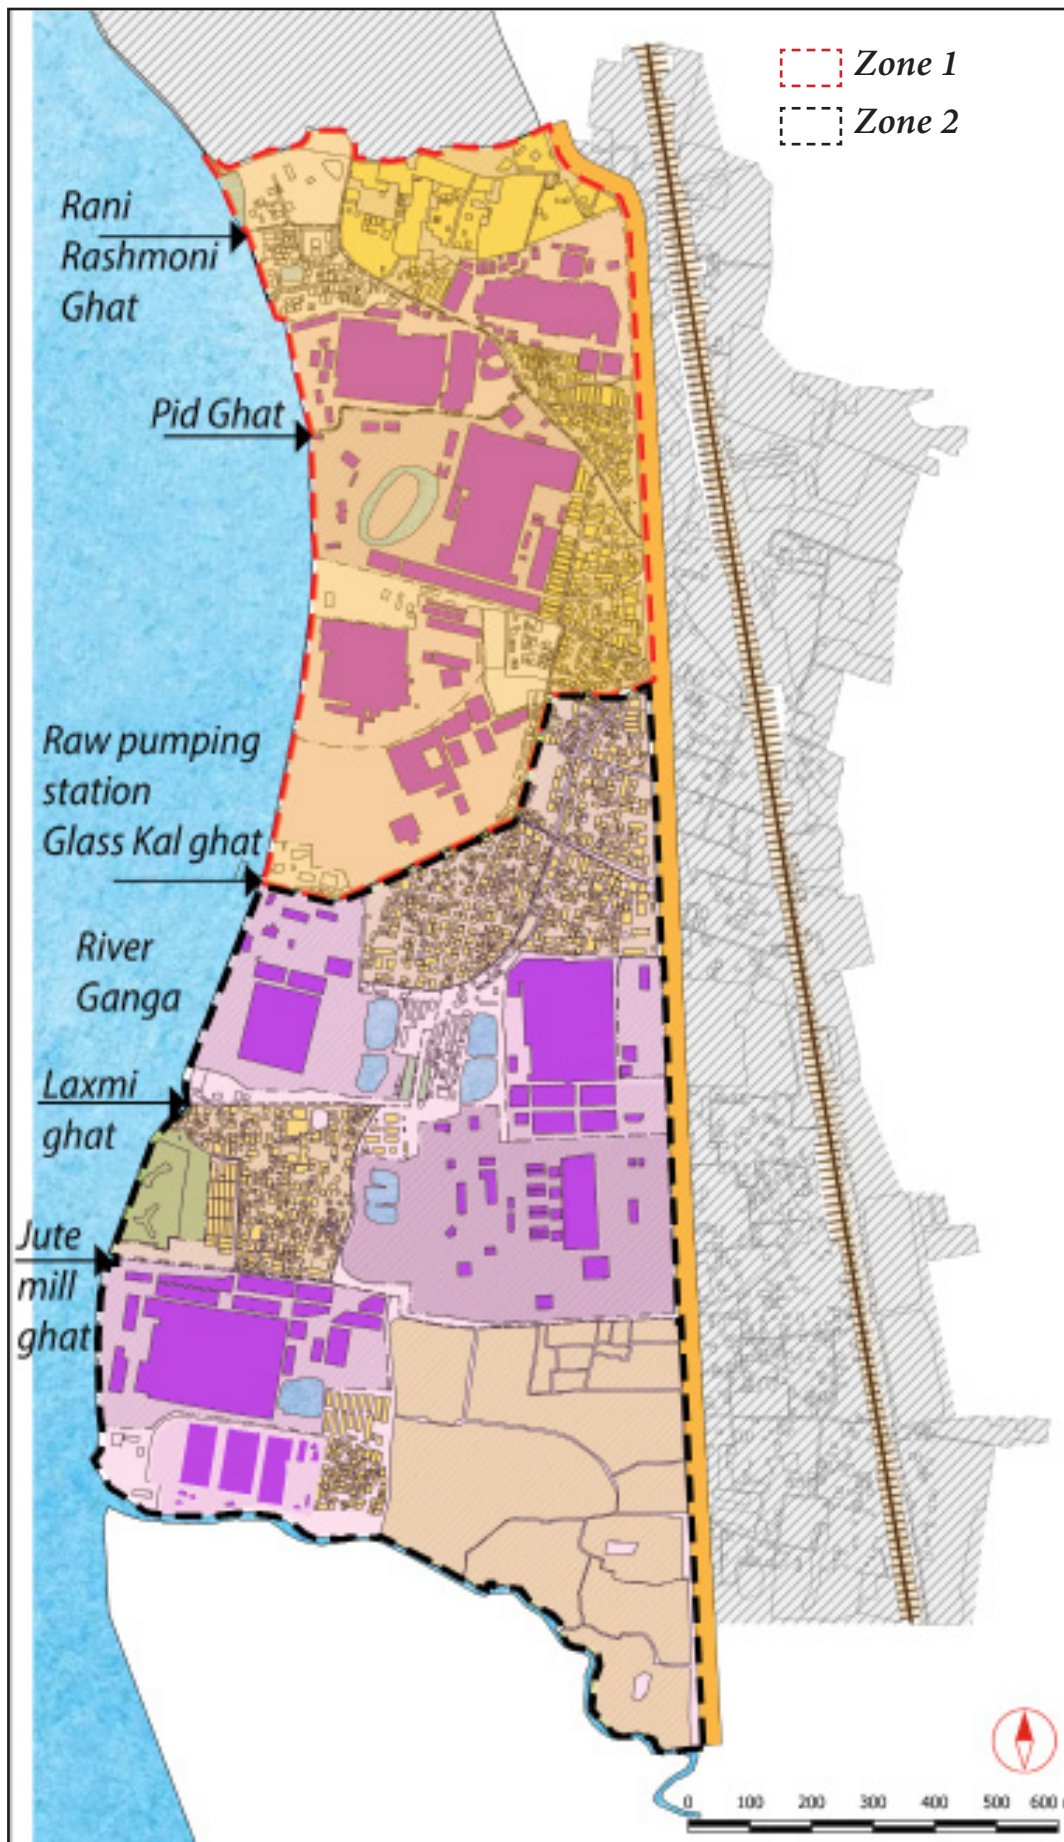 Zone 1
Zone 2
Rani
Rashmoni
Ghat
Pid Ghat
Raw pumping
station
Glass Kal ghat
River
Ganga
Laxmi
ghat
Jute
mill
ghat
0 100 200 300 400 500 600